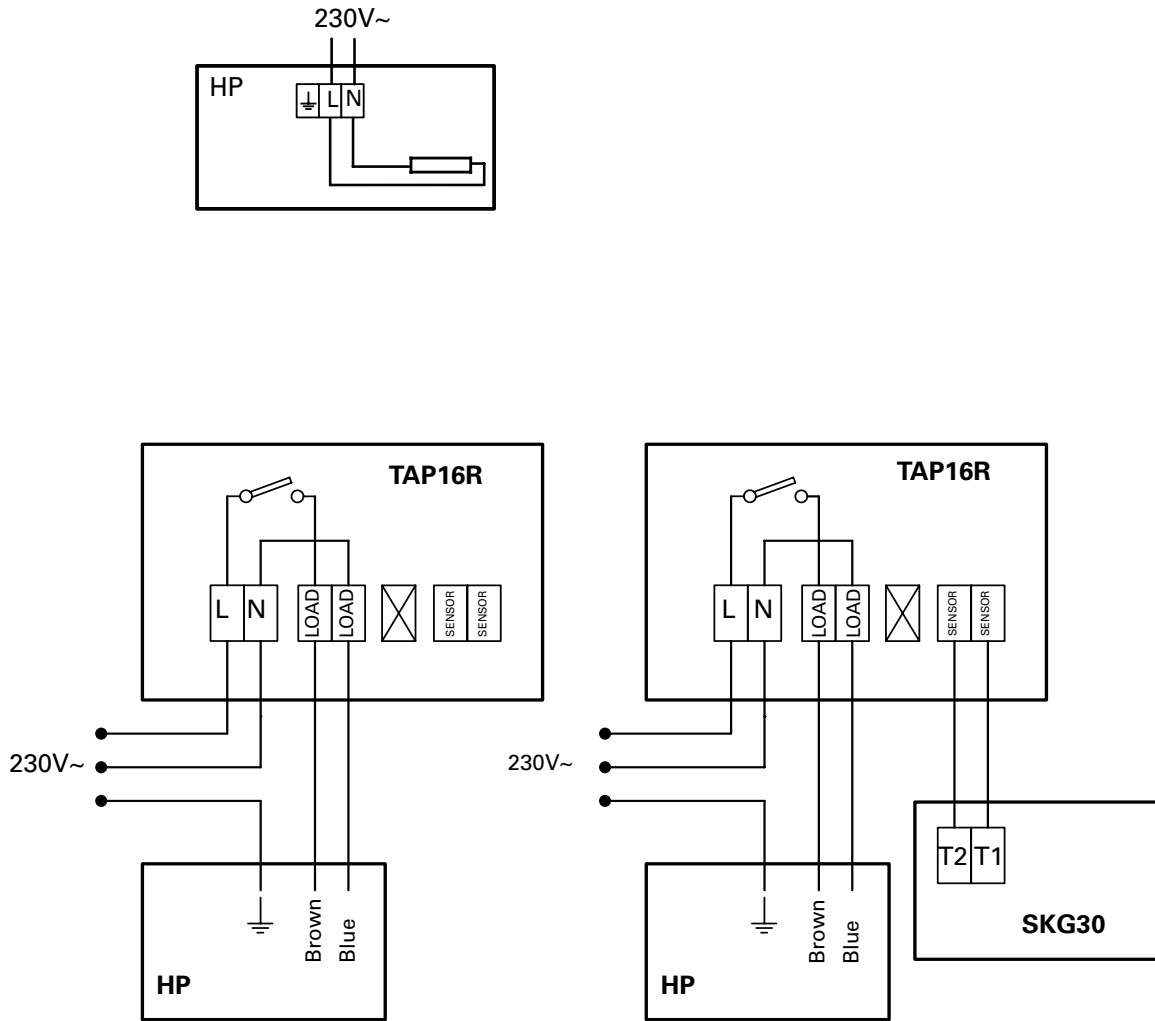 230V~
HP
L N
TAP16R
L N LOAD LOAD SENSOR SENSOR
230V~
Brown
Blue
HP
TAP16R
L N LOAD LOAD SENSOR SENSOR
230V~
T2 T1
Brown
Blue
SKG30
HP